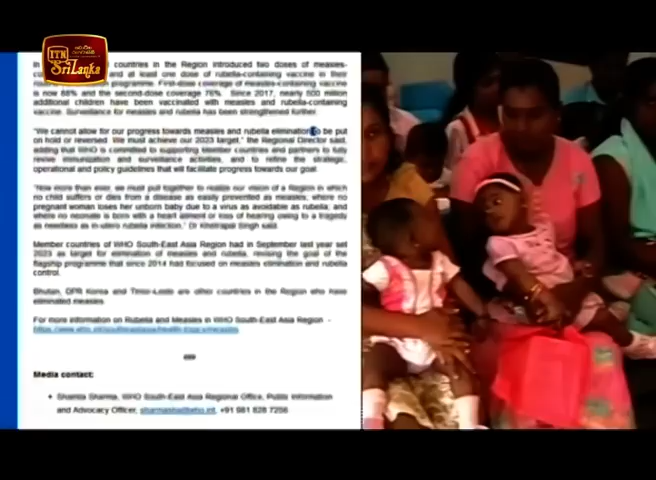 ITN
Sri Lanka
In countries in the Region introduced two doses of measles-
and at least one dose of rubella-containing vaccine in their
programme. First-dose coverage of measles-containing vaccine
is now 88% and the second-dose coverage 76%. Since 2017, nearly 500 million
additional children have been vaccinated with measles and rubella-containing
vaccine. Surveillance for measles and rubella has been strengthened further.
"We cannot allow for our progress towards measles and rubella elimination to be put
on hold or reversed. We must achieve our 2023 target," the Regional Director said,
adding that WHO is committed to supporting Member countries and partners to fully
revive immunization and surveillance activities, and to refine the strategic,
operational and policy guidelines that will facilitate progress towards our goal.
"Now more than ever, we must pull together to realize our vision of a Region in which
no child suffers or dies from a disease as easily prevented as measles; where no
pregnant woman loses her unborn baby due to a virus as avoidable as rubella; and
where no neonate is born with a heart ailment or loss of hearing owing to a tragedy
as needless as in-utero rubella infection," Dr Khetrapal Singh said.
Member countries of WHO South-East Asia Region had in September last year set
2023 as target for elimination of measles and rubella, revising the goal of the
flagship programme that since 2014 had focused on measles elimination and rubella
control.
Bhutan, DPR Korea and Timor-Leste are other countries in the Region who have
eliminated measles.
For more information on Rubella and Measles in WHO South-East Asia Region -
###
Media contact:
• Shamila Sharma, WHO South-East Asia Regional Office, Public Information
and Advocacy Officer, sharmasha@who.int, +91 981 828 7256